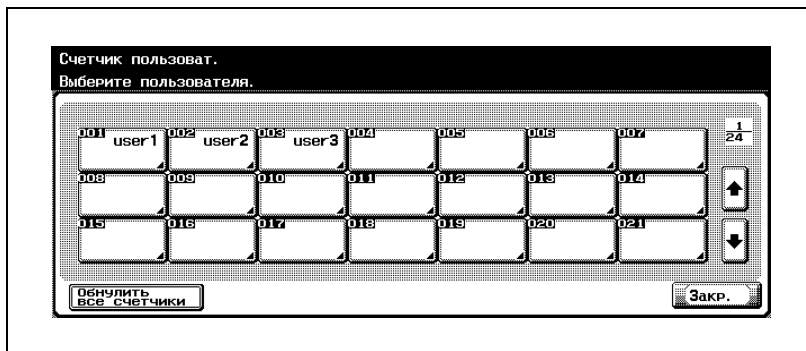 Счетчик пользоват.
Выберите пользователя.
001 user1 002 user2 003 user3 004 005 006 007
1
24
008 009 010 011 012 013 014
015 016 017 018 019 020 021
Обнулить
все счетчики
Закр.